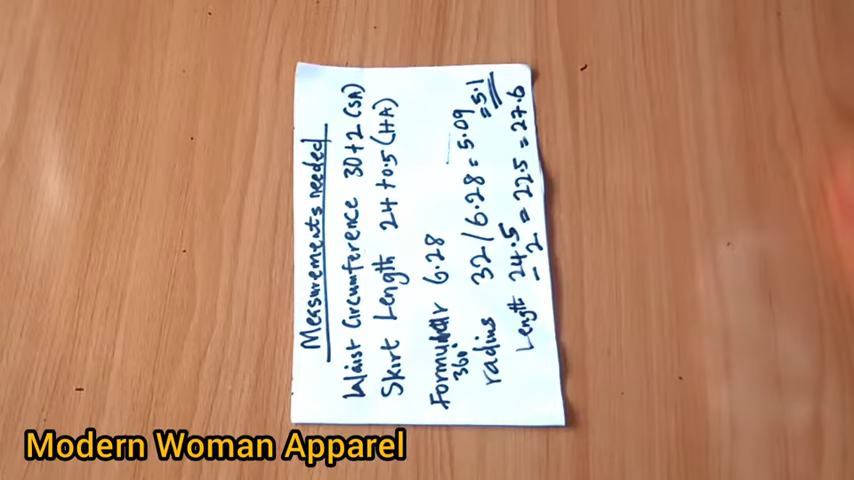 Measurements needed
Waist Circumference 30+2 (SA)
Skirt Length 24+0.5 (HA)
Formular 6.28
360°
radius 32/6.28 = 5.09
= 5.1
Length 24.5
- 2 = 22.5 = 27.6
Modern Woman Apparel